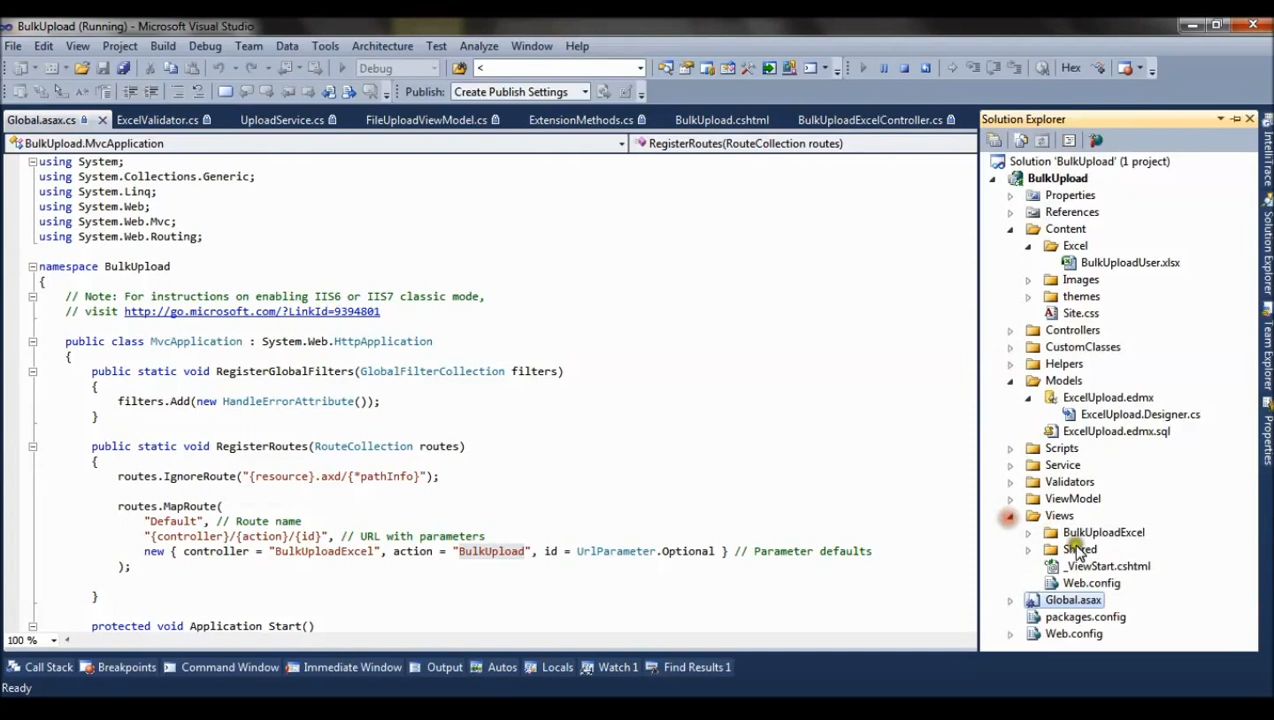 BulkUpload (Running) - Microsoft Visual Studio
File Edit View Project Build Debug Team Data Tools Architecture Test Analyze Window Help
Debug < Hex
Publish: Create Publish Settings
Global.asax.cs ExcelValidator.cs UploadService.cs FileUploadViewModel.cs ExtensionMethods.cs BulkUpload.cshtml BulkUploadExcelController.cs
BulkUpload.MvcApplication RegisterRoutes(RouteCollection routes)
using System;
using System.Collections.Generic;
using System.Linq;
using System.Web;
using System.Web.Mvc;
using System.Web.Routing;
namespace BulkUpload
{
// Note: For instructions on enabling IIS6 or IIS7 classic mode,
// visit http://go.microsoft.com/?LinkId=9394801
public class MvcApplication : System.Web.HttpApplication
{
public static void RegisterGlobalFilters(GlobalFilterCollection filters)
{
filters.Add(new HandleErrorAttribute());
}
public static void RegisterRoutes(RouteCollection routes)
{
routes.IgnoreRoute("{resource}.axd/{*pathInfo}");
routes.MapRoute(
"Default", // Route name
"{controller}/{action}/{id}", // URL with parameters
new { controller = "BulkUploadExcel", action = "BulkUpload", id = UrlParameter.Optional } // Parameter defaults
);
}
protected void Application Start()
100 %
Solution Explorer
Solution 'BulkUpload' (1 project)
BulkUpload
Properties
References
Content
Excel
BulkUploadUser.xlsx
Images
themes
Site.css
Controllers
CustomClasses
Helpers
Models
ExcelUpload.edmx
ExcelUpload.Designer.cs
ExcelUpload.edmx.sql
Scripts
Service
Validators
ViewModel
Views
BulkUploadExcel
Shared
_ViewStart.cshtml
Web.config
Global.asax
packages.config
Web.config
IntelliTrace
Solution Explorer
Team Explorer
Properties
Call Stack Breakpoints Command Window Immediate Window Output Autos Locals Watch 1 Find Results 1
Ready